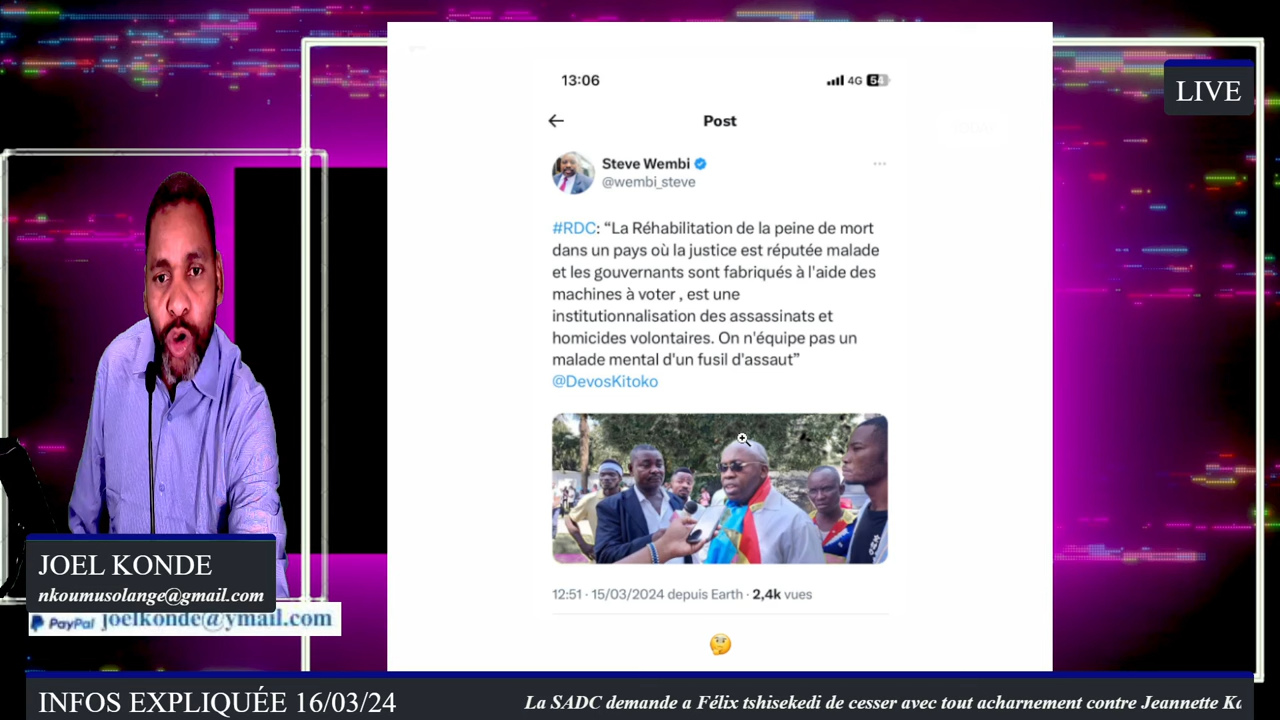 13:06
4G
54
LIVE
Post
Steve Wembi
@wembi_steve
#RDC: “La Réhabilitation de la peine de mort
dans un pays où la justice est réputée malade
et les gouvernants sont fabriqués à l'aide des
machines à voter , est une
institutionnalisation des assassinats et
homicides volontaires. On n'équipe pas un
malade mental d'un fusil d'assaut”
@DevosKitoko
12:51 · 15/03/2024 depuis Earth · 2,4k vues
JOEL KONDE
nkoumusolange@gmail.com
PayPal joelkonde@ymail.com
INFOS EXPLIQUÉE 16/03/24
La SADC demande a Félix tshisekedi de cesser avec tout acharnement contre Jeannette